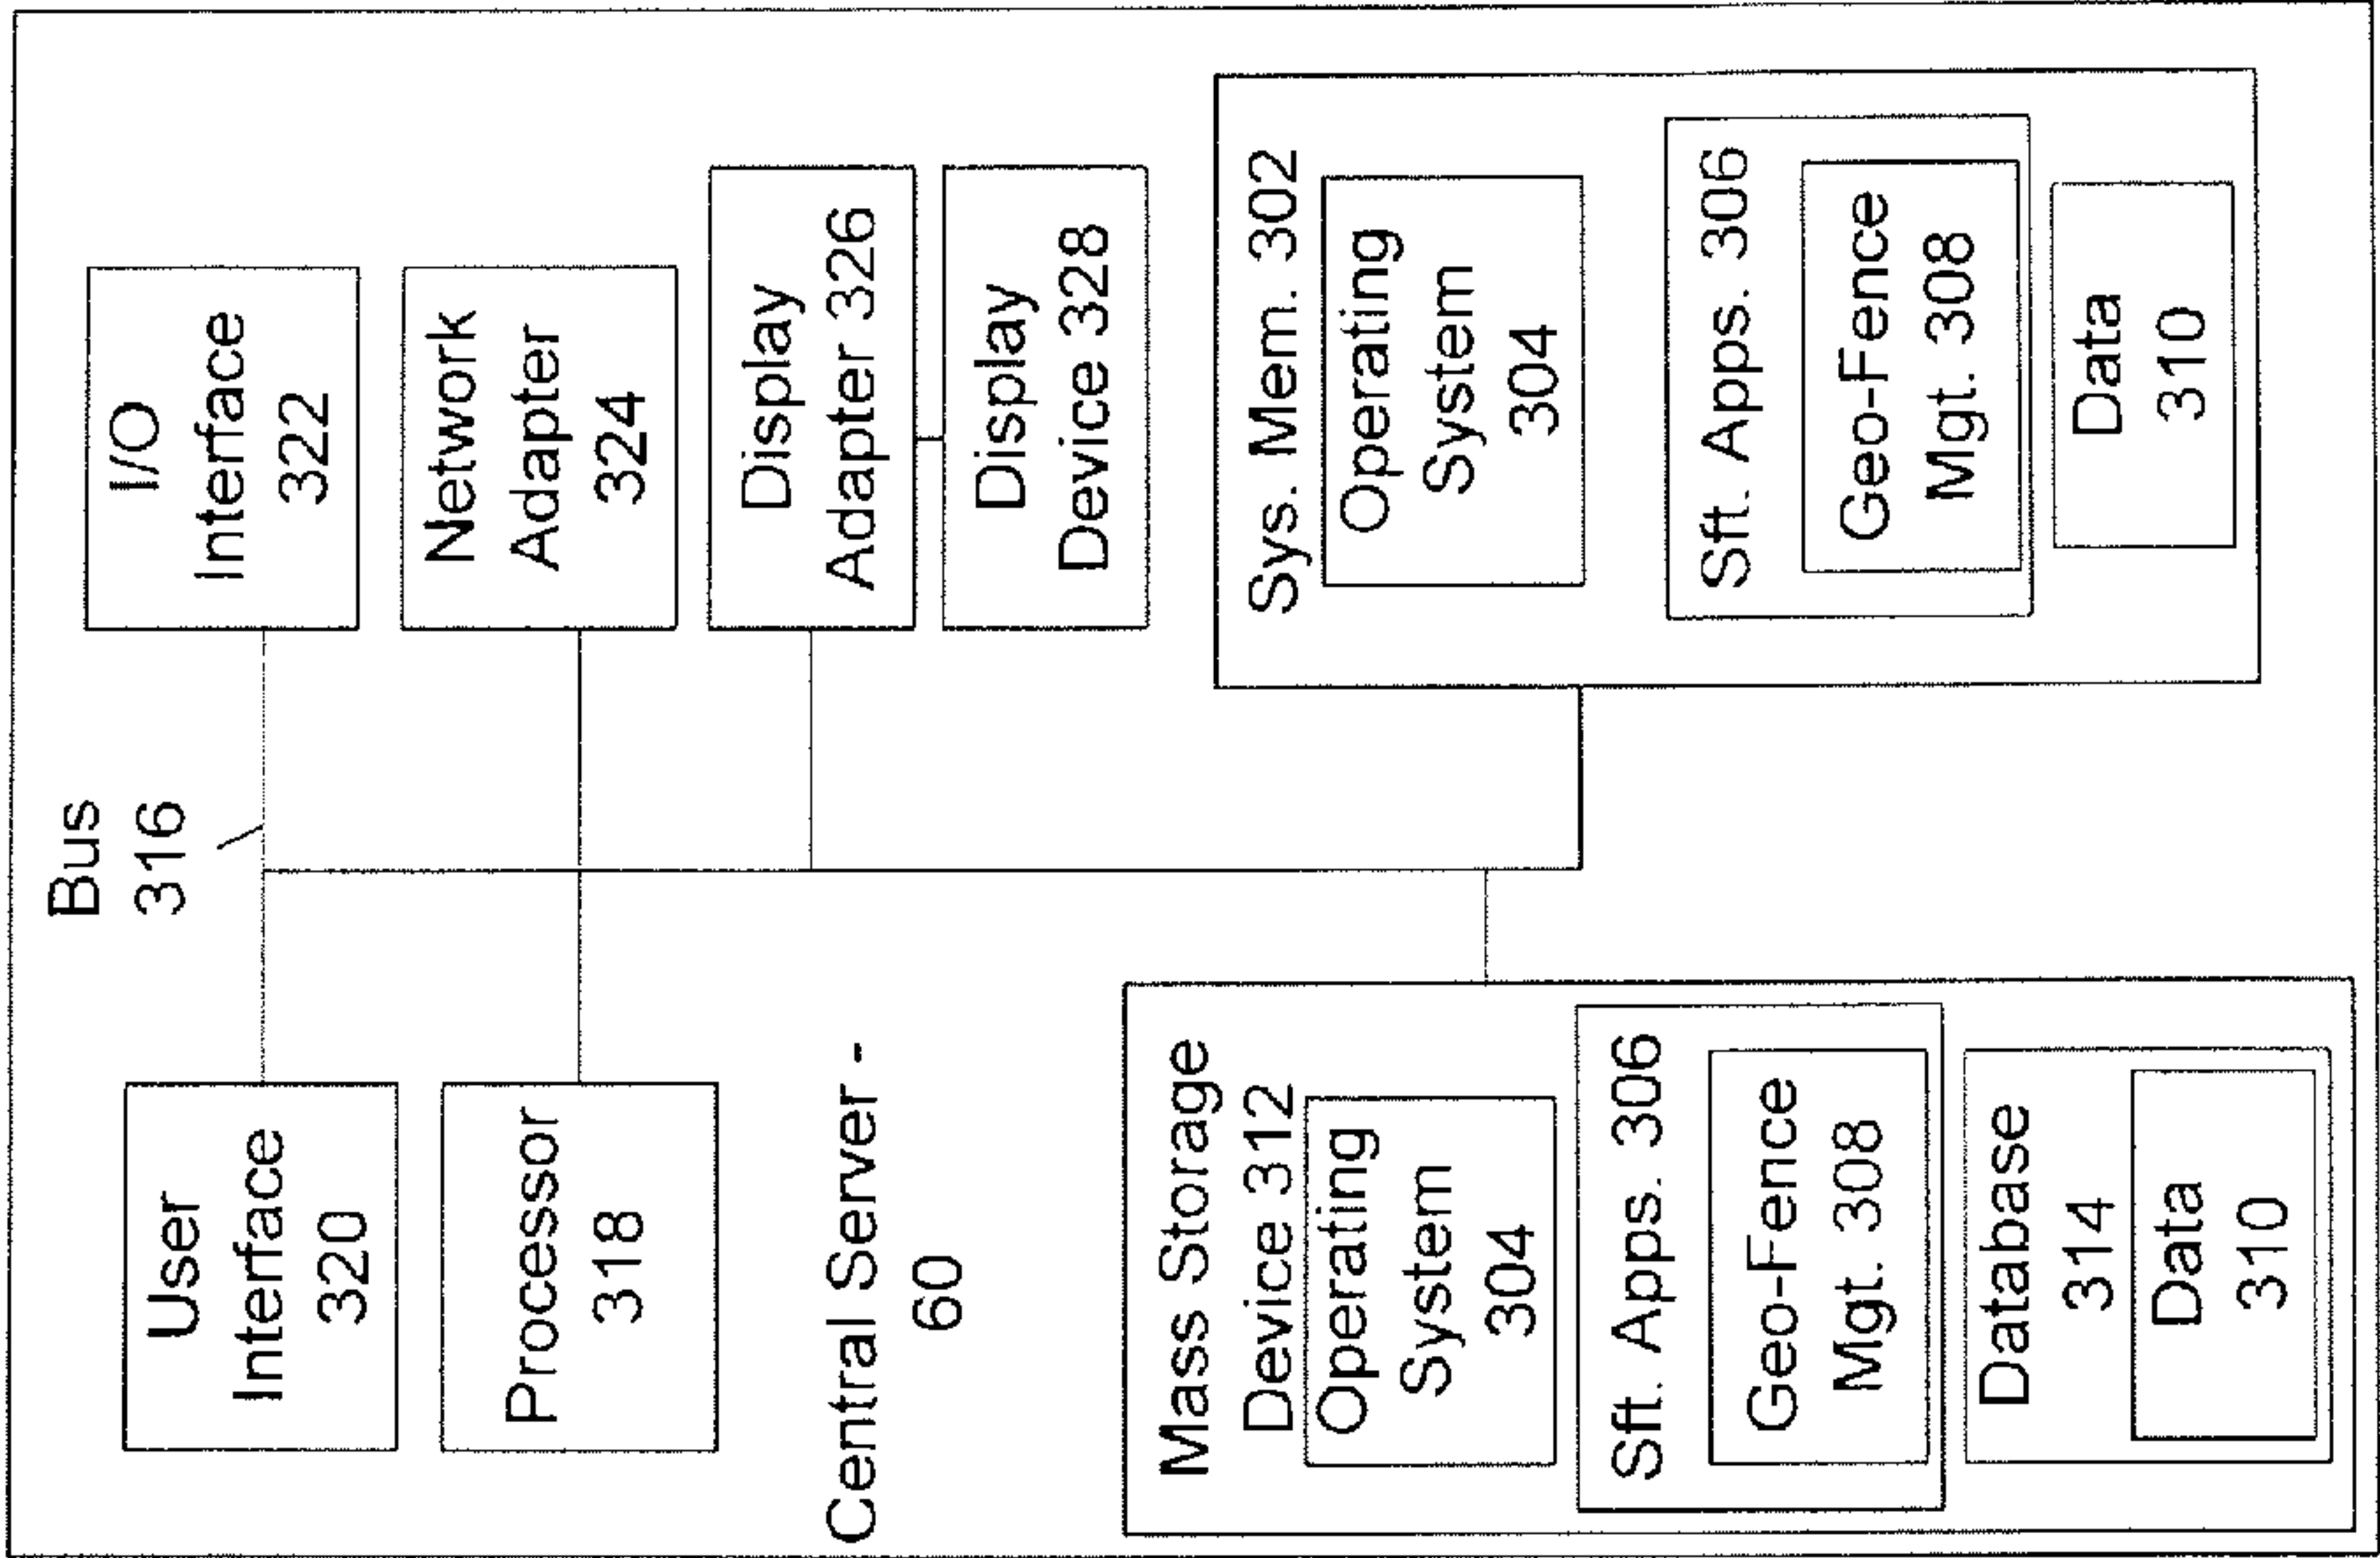 Bus
316
User
Interface
320
Processor
318
Central Server -
60
Mass Storage
Device 312
Operating
System
304
Sft. Apps. 306
Geo-Fence
Mgt. 308
Database
314
Data
310
I/O
Interface
322
Network
Adapter
324
Display
Adapter 326
Display
Device 328
Sys. Mem. 302
Operating
System
304
Sft. Apps. 306
Geo-Fence
Mgt. 308
Data
310